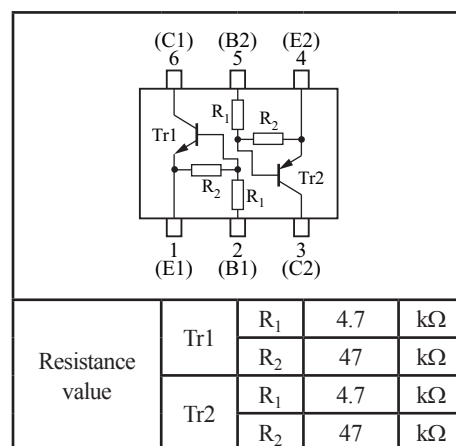 (C1) (B2) (E2)
6 5 4
R1
R2
Tr1
Tr2
R2
R1
1 2 3
(E1) (B1) (C2)
Resistance value
Tr1
R1 4.7 kΩ
R2 47 kΩ
Tr2
R1 4.7 kΩ
R2 47 kΩ